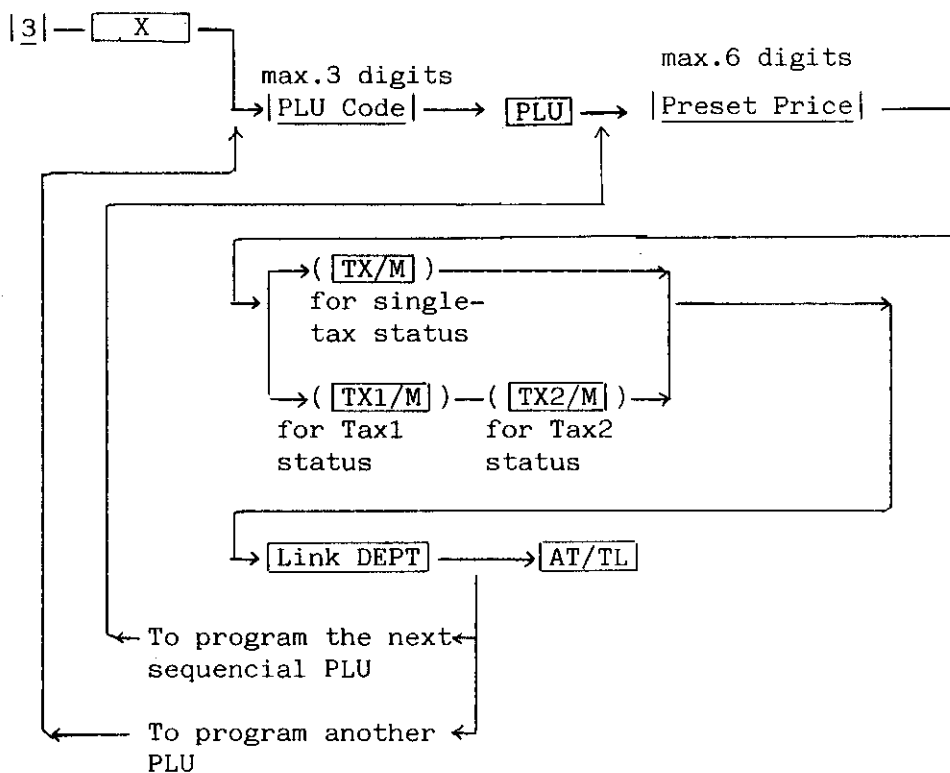 3 X
max.3 digits
max.6 digits
PLU Code PLU Preset Price
(TX/M)
for single-
tax status
(TX1/M) (TX2/M)
for Tax1 for Tax2
status status
Link DEPT AT/TL
To program the next
sequencial PLU
To program another
PLU